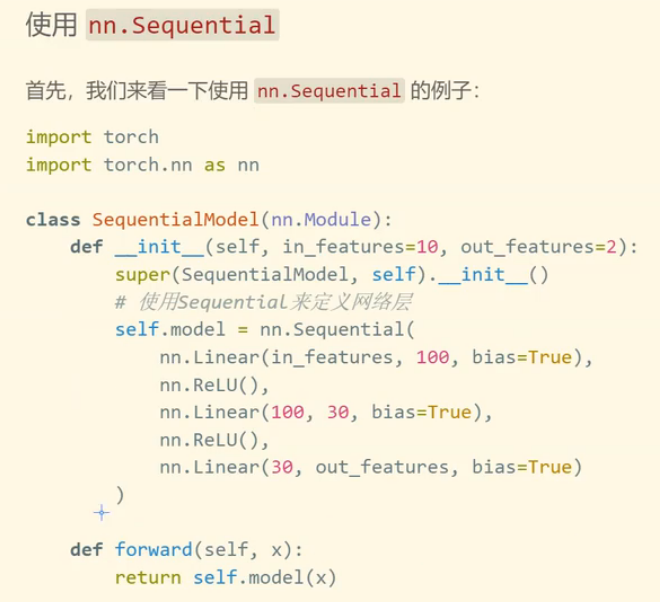 使用 nn.Sequential
首先，我们来看一下使用 nn.Sequential 的例子：
import torch
import torch.nn as nn
class SequentialModel(nn.Module):
    def __init__(self, in_features=10, out_features=2):
        super(SequentialModel, self).__init__()
        # 使用Sequential来定义网络层
        self.model = nn.Sequential(
            nn.Linear(in_features, 100, bias=True),
            nn.ReLU(),
            nn.Linear(100, 30, bias=True),
            nn.ReLU(),
            nn.Linear(30, out_features, bias=True)
        )
    def forward(self, x):
        return self.model(x)